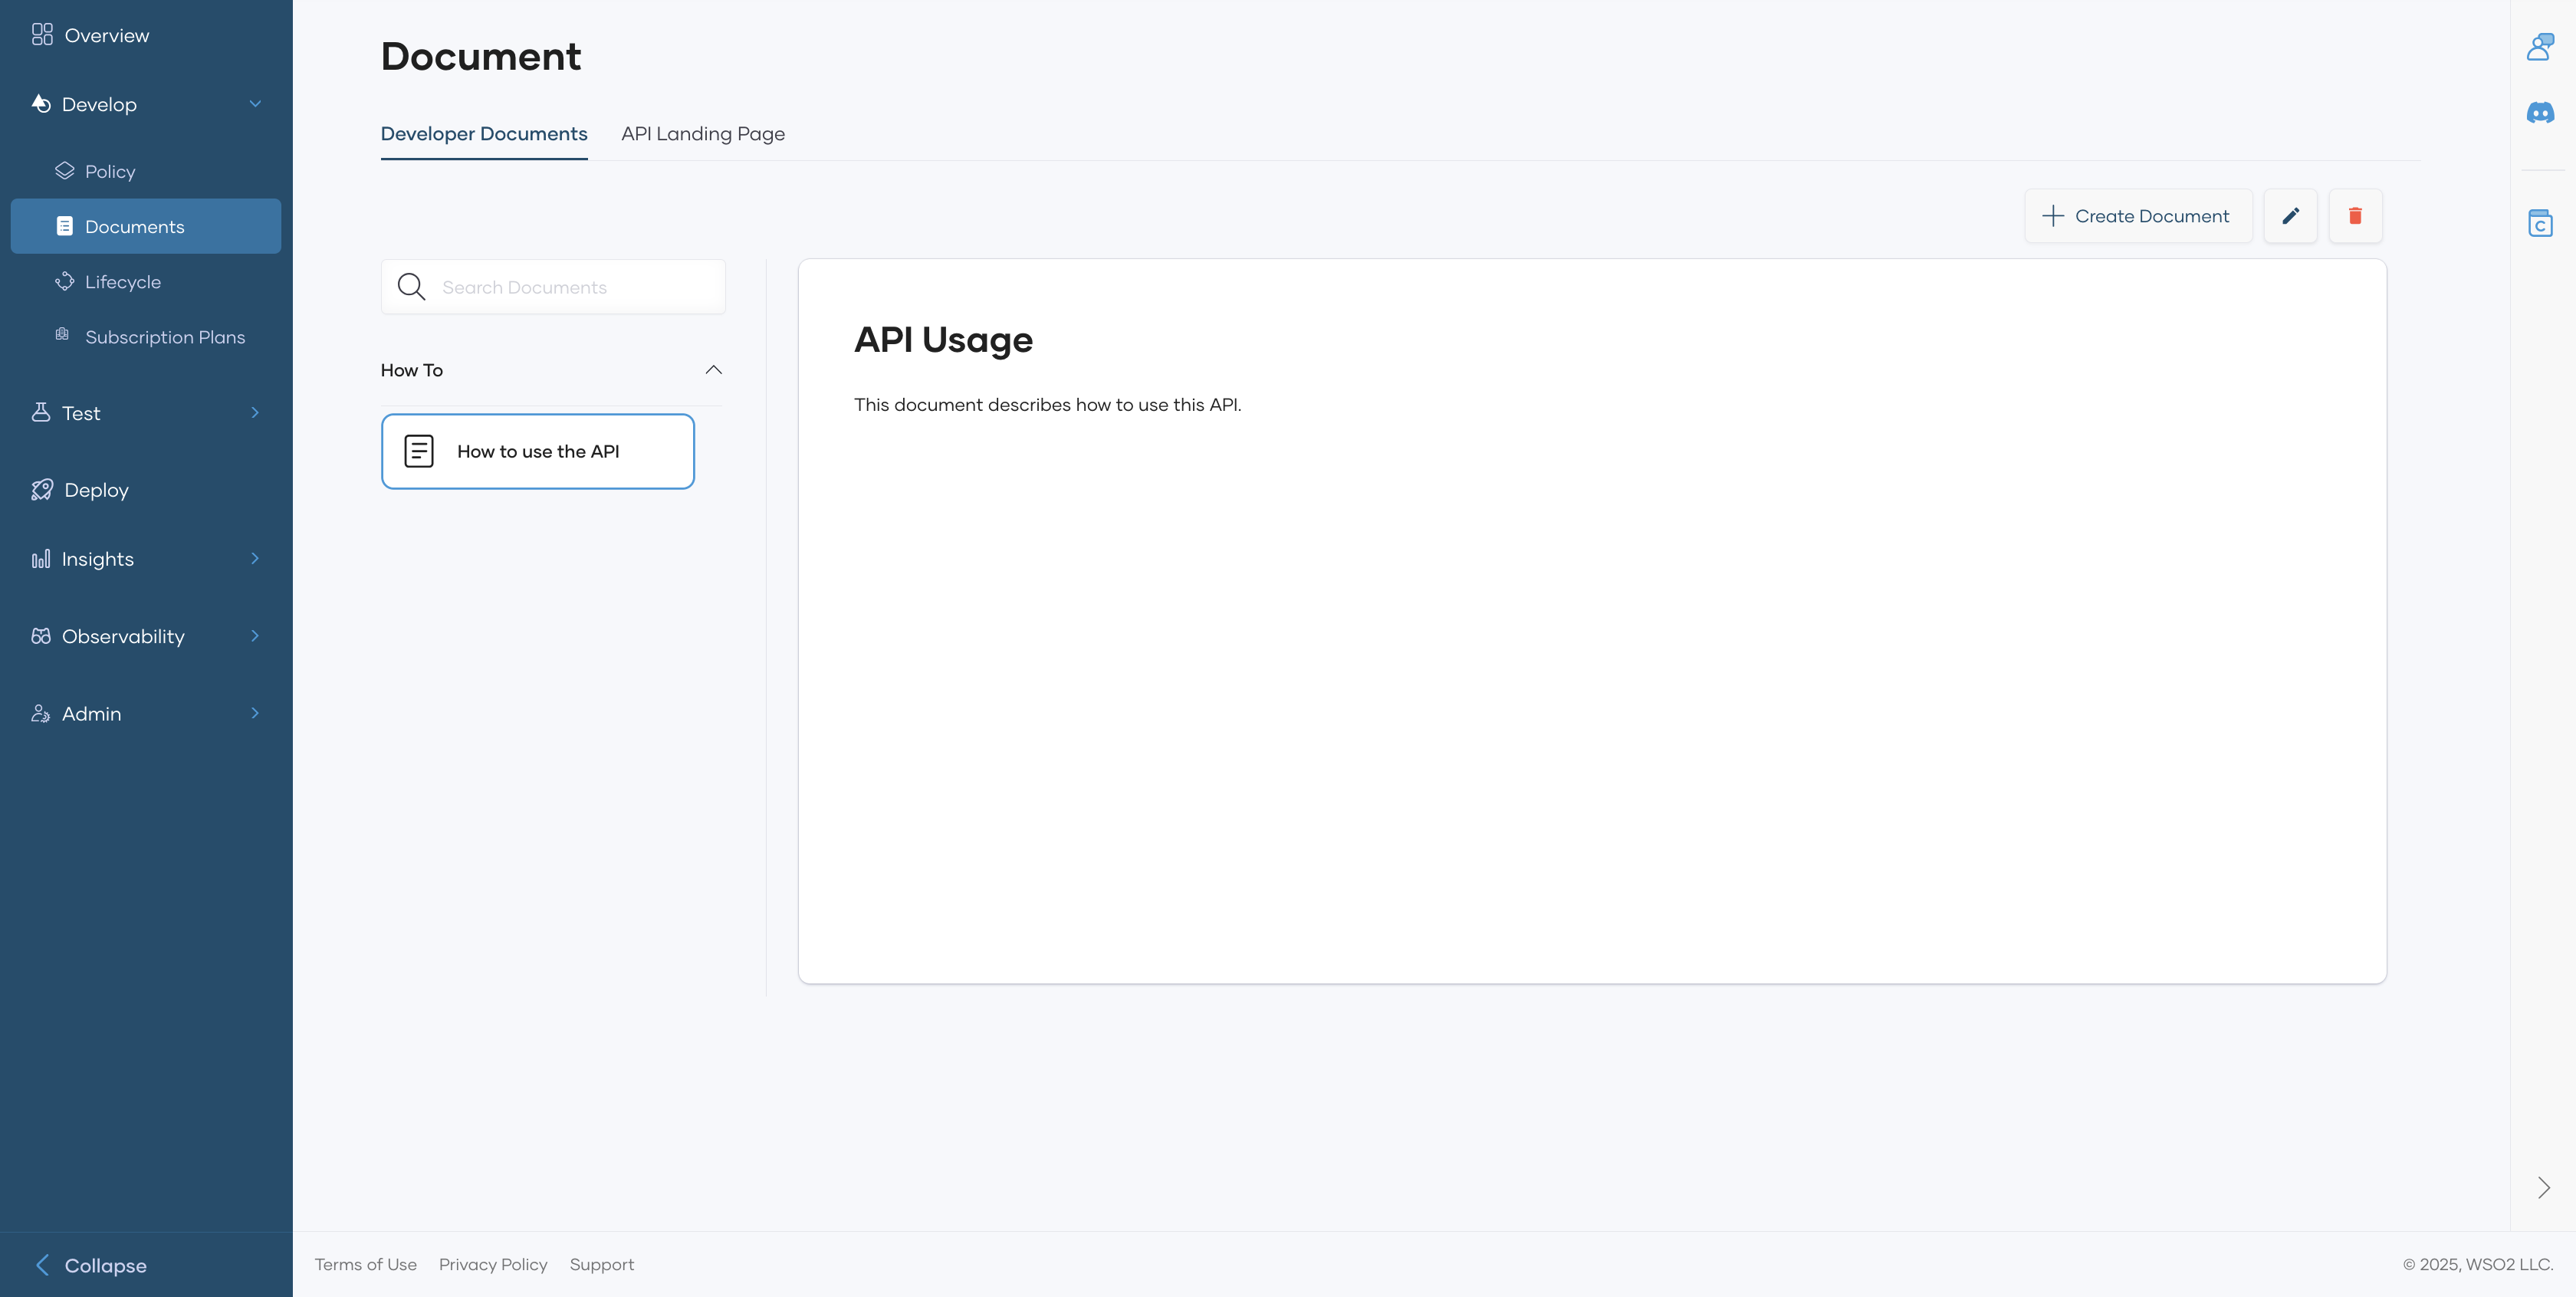 Overview
Develop
Policy
Documents
Lifecycle
Subscription Plans
Test
Deploy
Insights
Observability
Admin
Collapse
Document
Developer Documents
API Landing Page
Create Document
Search Documents
How To
How to use the API
API Usage
This document describes how to use this API.
C
Terms of Use
Privacy Policy
Support
© 2025, WSO2 LLC.